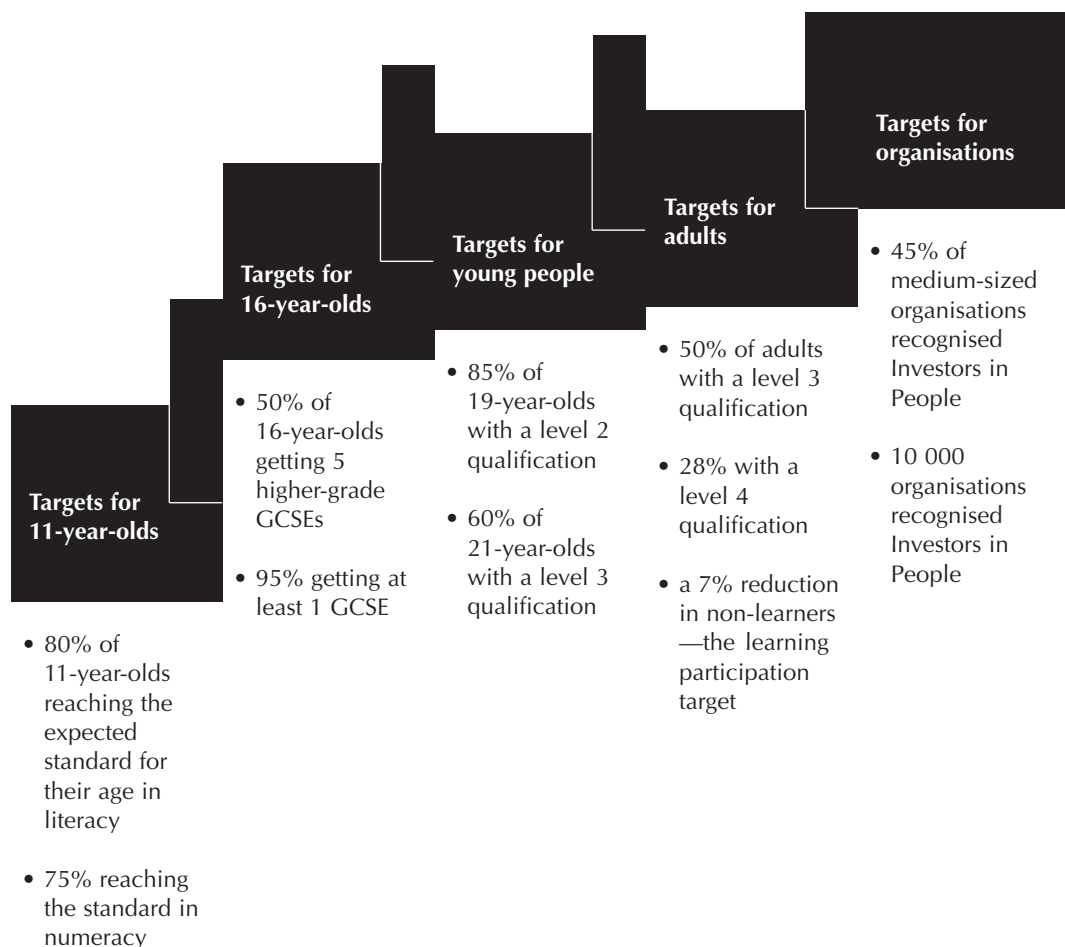 Targets for
11-year-olds
• 80% of
11-year-olds
reaching the
expected
standard for
their age in
literacy
• 75% reaching
the standard in
numeracy
Targets for
16-year-olds
• 50% of
16-year-olds
getting 5
higher-grade
GCSEs
• 95% getting at
least 1 GCSE
Targets for
young people
• 85% of
19-year-olds
with a level 2
qualification
• 60% of
21-year-olds
with a level 3
qualification
Targets for
adults
• 50% of adults
with a level 3
qualification
• 28% with a
level 4
qualification
• a 7% reduction
in non-learners
—the learning
participation
target
Targets for
organisations
• 45% of
medium-sized
organisations
recognised
Investors in
People
• 10 000
organisations
recognised
Investors in
People